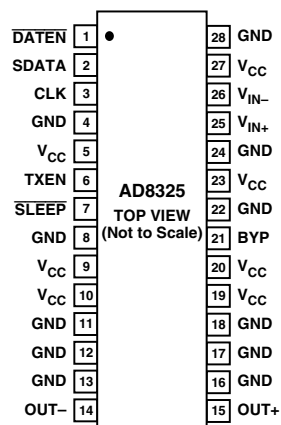 DATEN 1 28 GND
SDATA 2 27 VCC
CLK 3 26 VIN–
GND 4 25 VIN+
VCC 5 24 GND
TXEN 6 23 VCC
SLEEP 7 22 GND
AD8325
TOP VIEW
(Not to Scale)
GND 8 21 BYP
VCC 9 20 VCC
VCC 10 19 VCC
GND 11 18 GND
GND 12 17 GND
GND 13 16 GND
OUT– 14 15 OUT+